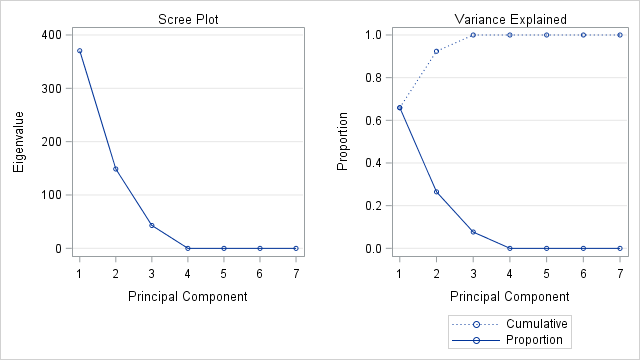 Scree Plot
400
300
200
100
0
Eigenvalue
1 2 3 4 5 6 7
Principal Component
Variance Explained
1.0
0.8
0.6
0.4
0.2
0.0
Proportion
1 2 3 4 5 6 7
Principal Component
Cumulative
Proportion